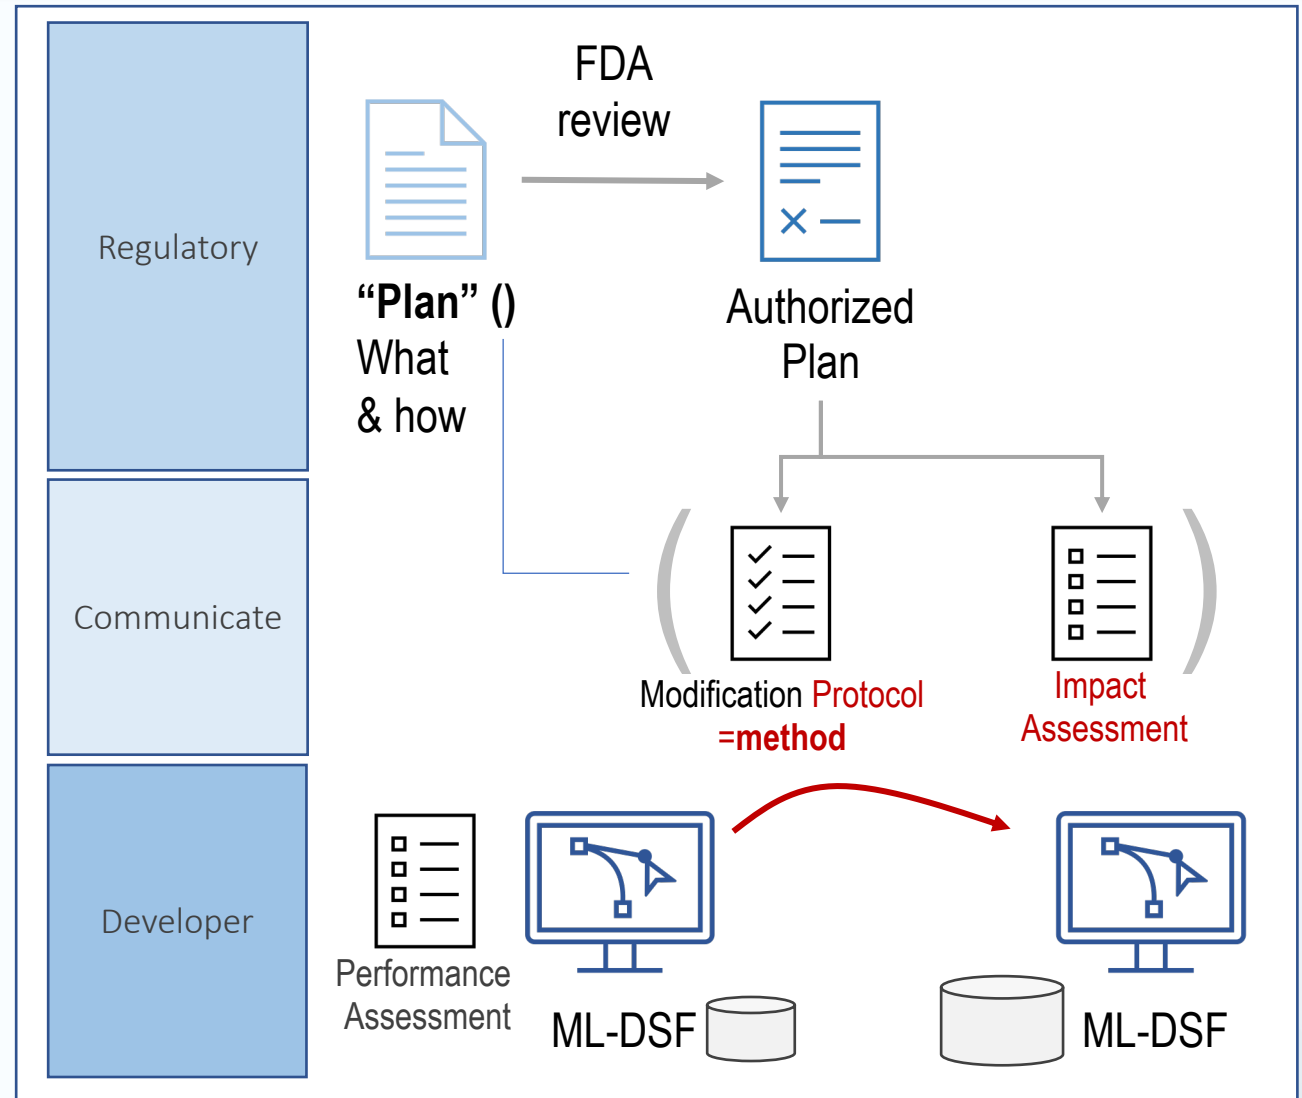 Regulatory
FDA
review
“Plan” ()
What
& how
Authorized
Plan
Communicate
Modification Protocol
=method
Impact
Assessment
Developer
Performance
Assessment
ML-DSF
ML-DSF